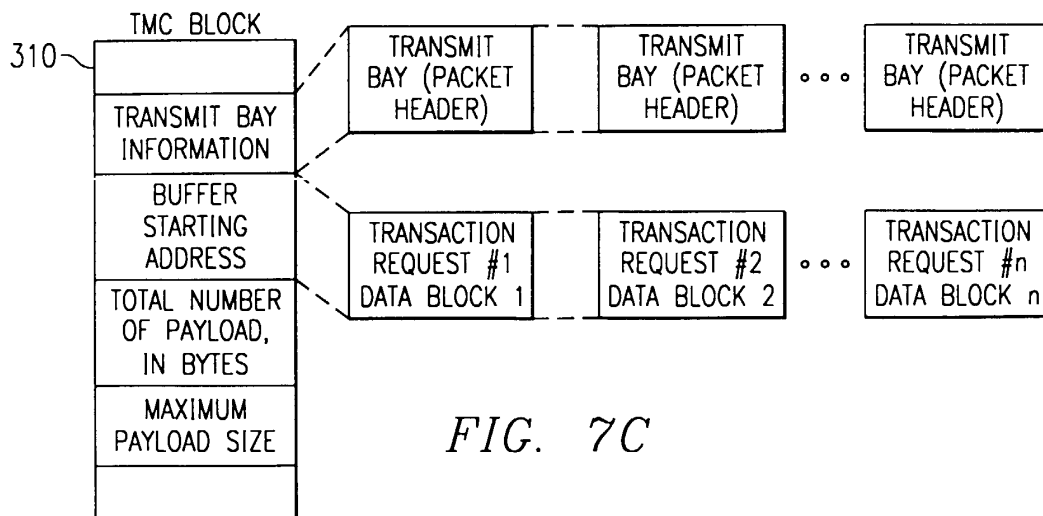 TMC BLOCK
310
TRANSMIT BAY
INFORMATION
BUFFER
STARTING
ADDRESS
TOTAL NUMBER
OF PAYLOAD,
IN BYTES
MAXIMUM
PAYLOAD SIZE
TRANSMIT
BAY (PACKET
HEADER)
TRANSMIT
BAY (PACKET
HEADER)
TRANSMIT
BAY (PACKET
HEADER)
TRANSACTION
REQUEST #1
DATA BLOCK 1
TRANSACTION
REQUEST #2
DATA BLOCK 2
TRANSACTION
REQUEST #n
DATA BLOCK n
FIG. 7C